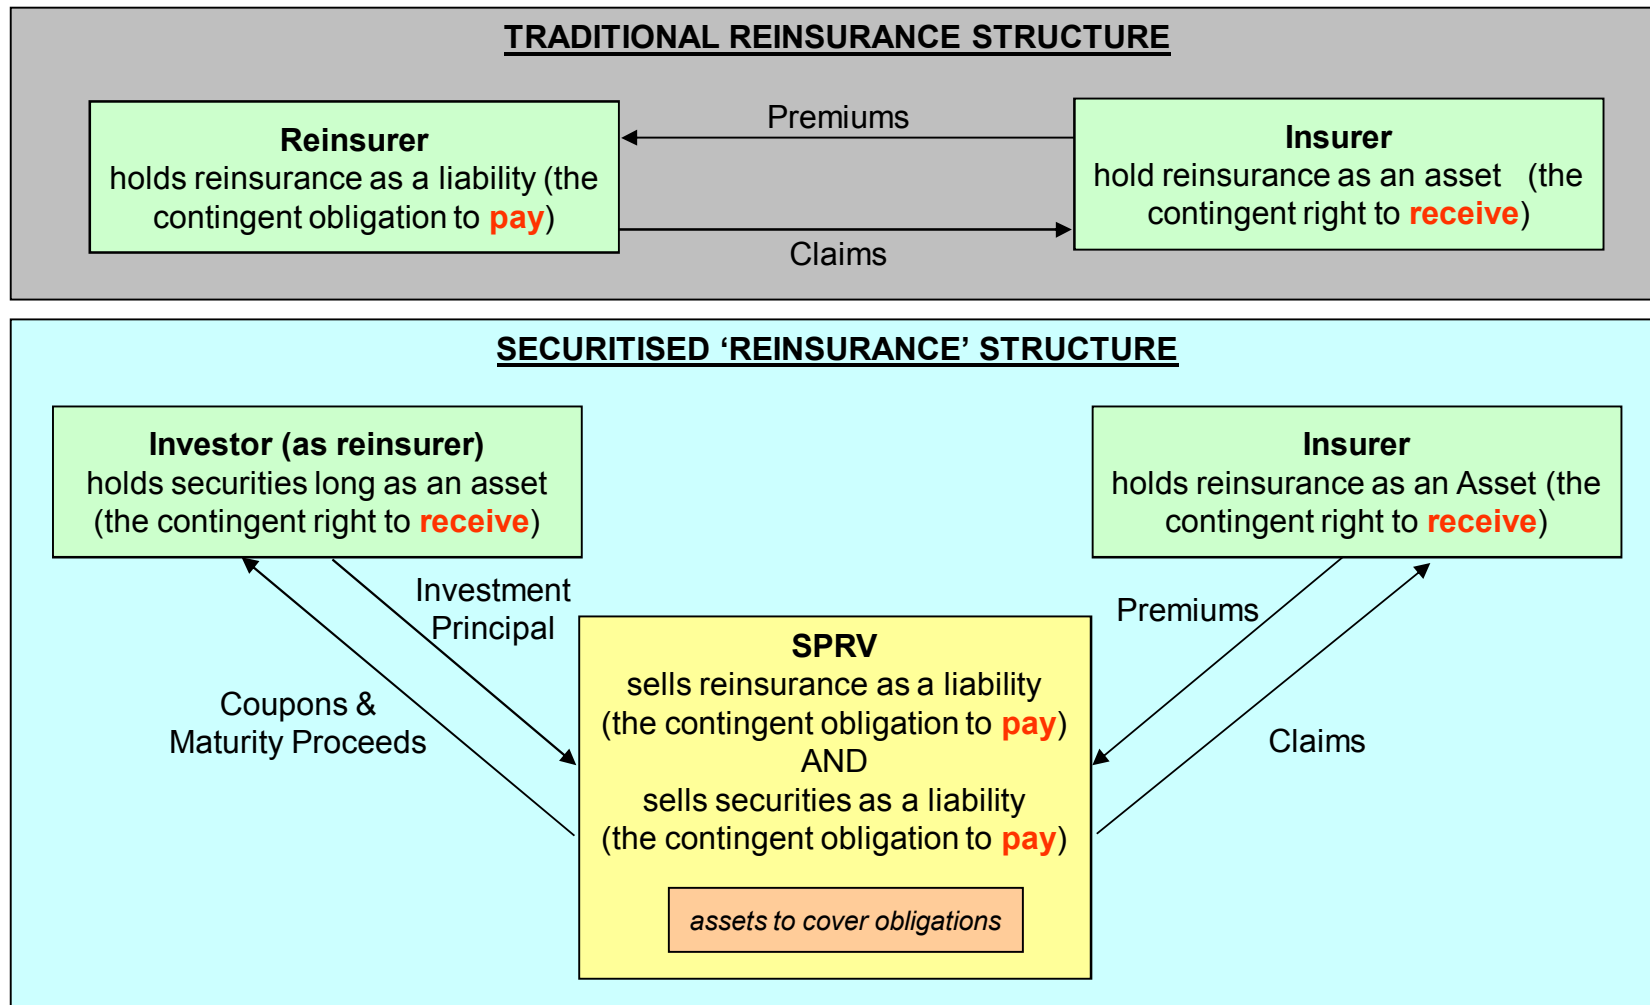 TRADITIONAL REINSURANCE STRUCTURE
Reinsurer
holds reinsurance as a liability (the
contingent obligation to pay)
Premiums
Claims
Insurer
hold reinsurance as an asset (the
contingent right to receive)
SECURITISED ‘REINSURANCE’ STRUCTURE
Investor (as reinsurer)
holds securities long as an asset
(the contingent right to receive)
Insurer
holds reinsurance as an Asset (the
contingent right to receive)
Investment
Principal
Coupons &
Maturity Proceeds
SPRV
sells reinsurance as a liability
(the contingent obligation to pay)
AND
sells securities as a liability
(the contingent obligation to pay)
assets to cover obligations
Premiums
Claims